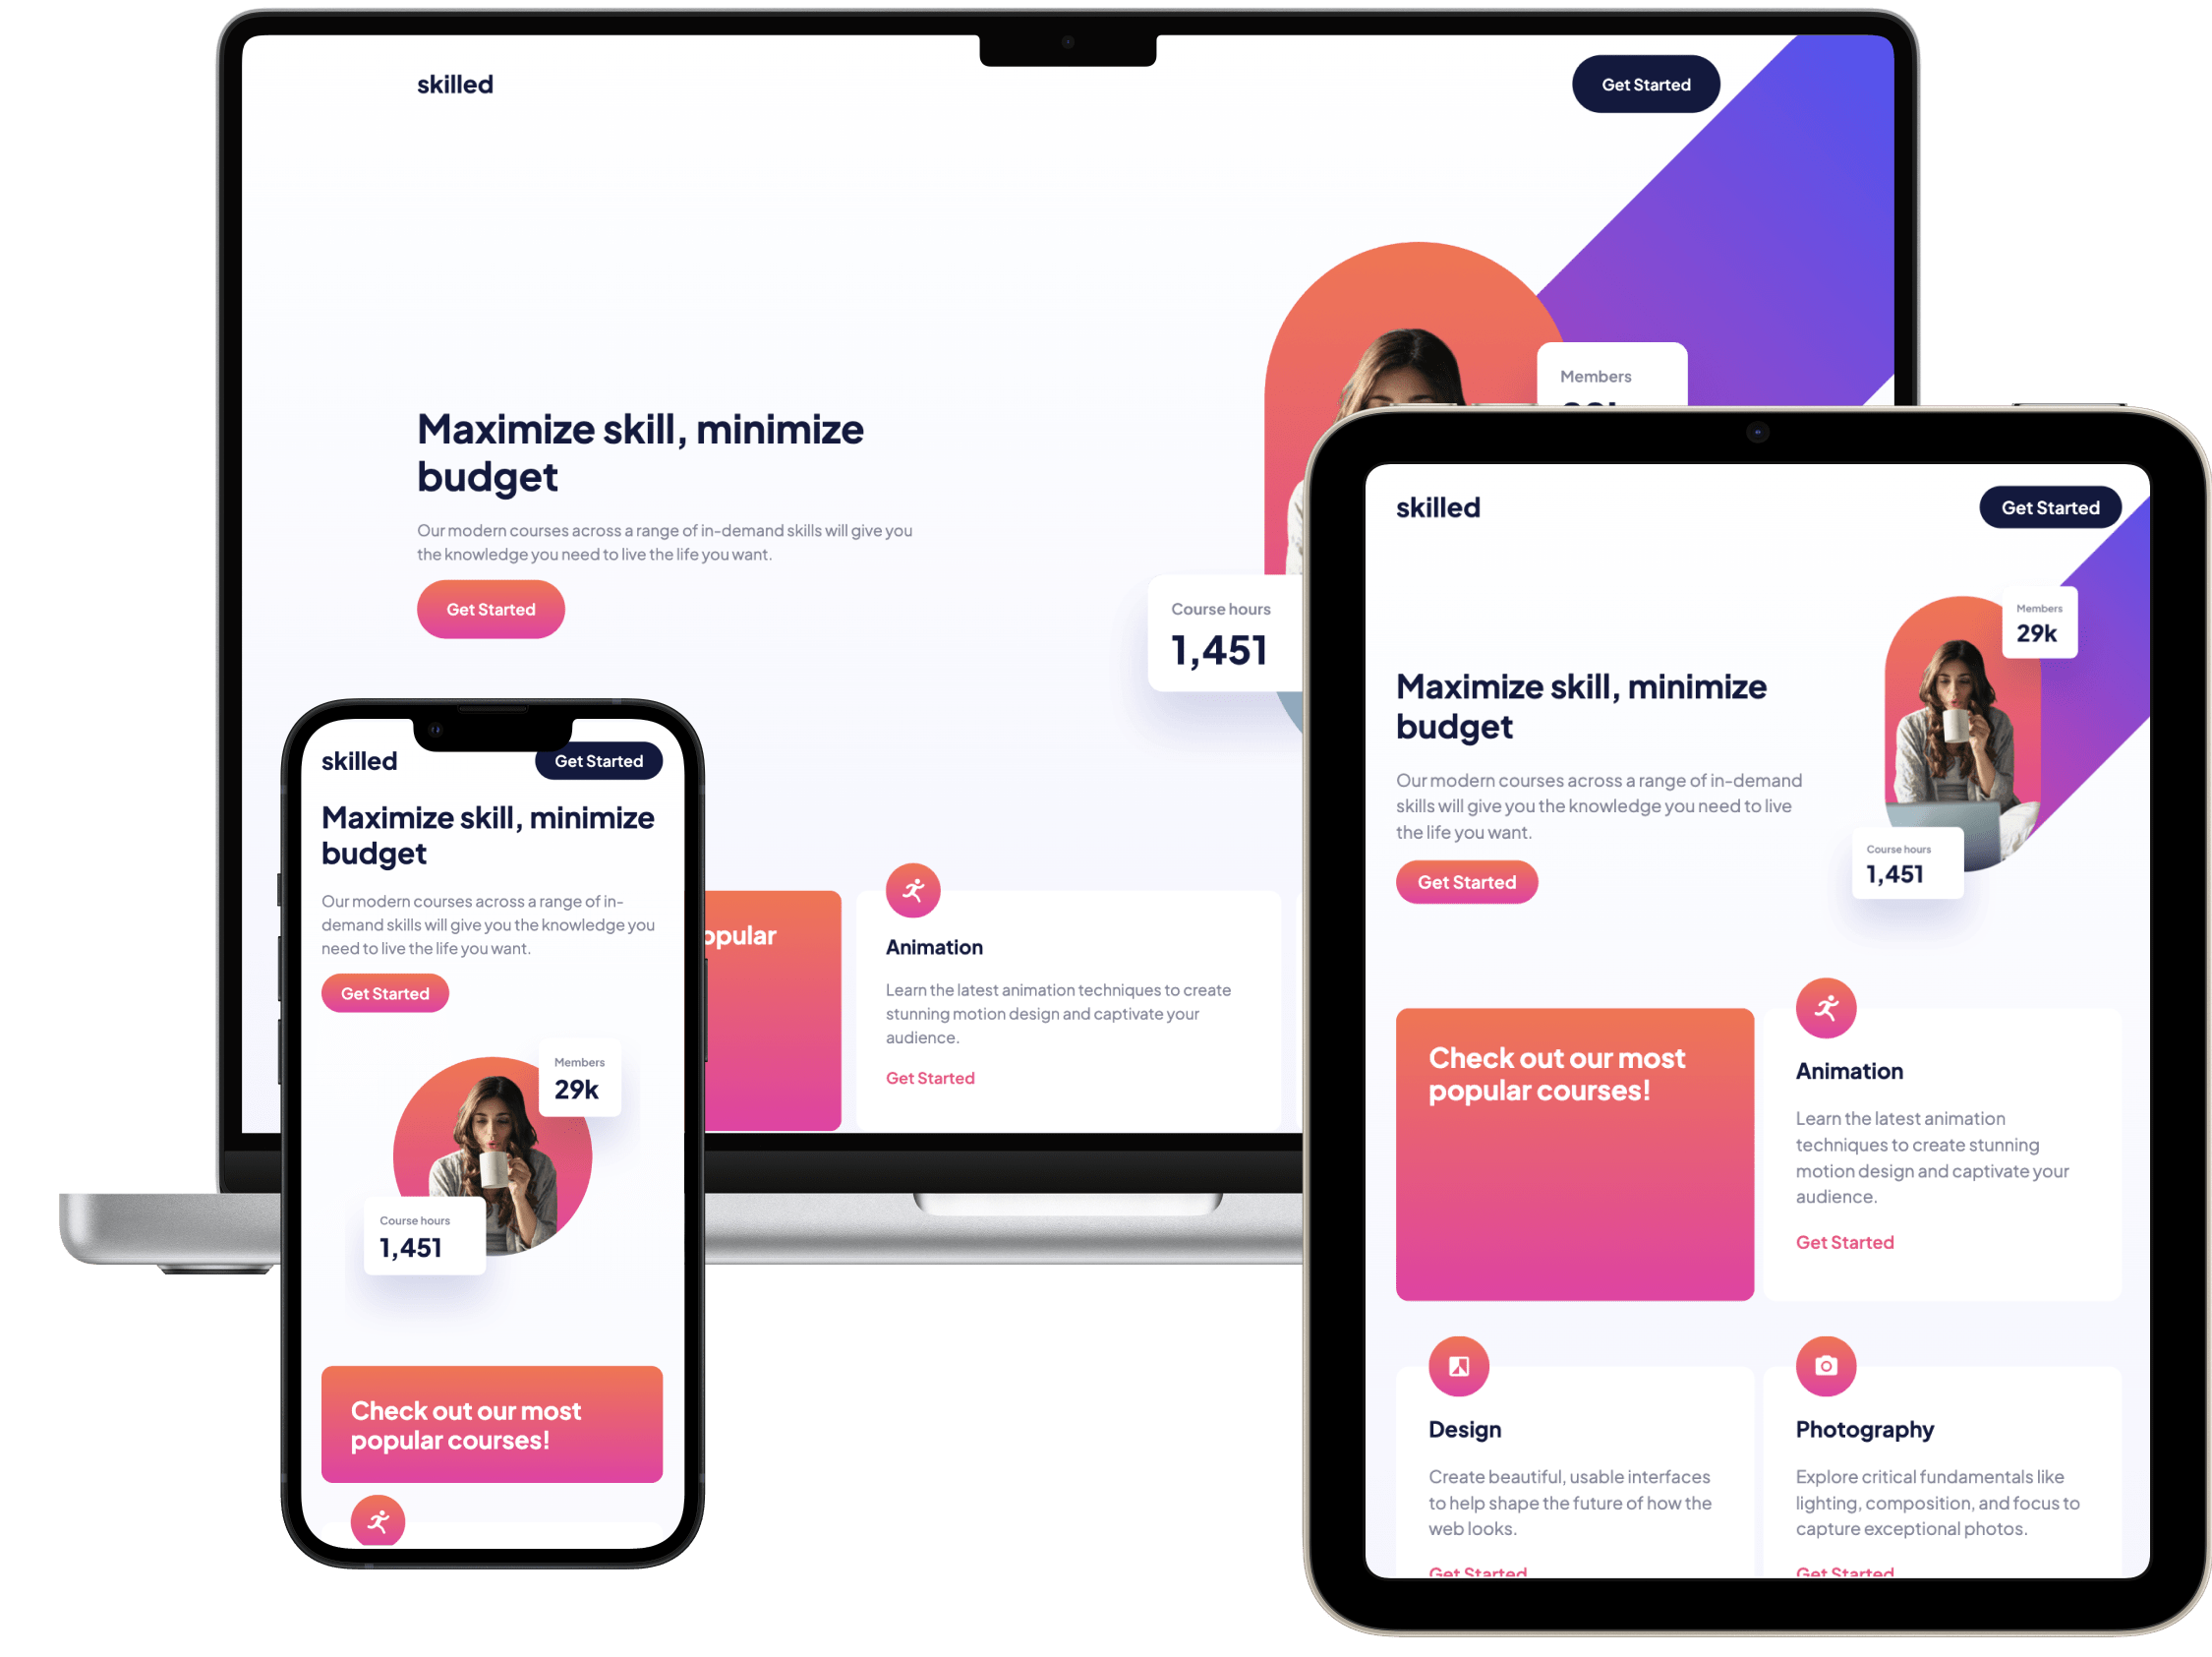 skilled
Get Started
Maximize skill, minimize
budget
Our modern courses across a range of in-demand skills will give you
the knowledge you need to live the life you want.
Get Started
Members
Course hours
1,451
Animation
Learn the latest animation techniques to create
stunning motion design and captivate your
audience.
Get Started
skilled
Get Started
Maximize skill, minimize
budget
Our modern courses across a range of in-
demand skills will give you the knowledge you
need to live the life you want.
Get Started
Members
29k
Course hours
1,451
Check out our most
popular courses!
skilled
Get Started
Members
29k
Maximize skill, minimize
budget
Our modern courses across a range of in-demand
skills will give you the knowledge you need to live
the life you want.
Get Started
Course hours
1,451
Check out our most
popular courses!
Animation
Learn the latest animation
techniques to create stunning
motion design and captivate your
audience.
Get Started
Design
Create beautiful, usable interfaces
to help shape the future of how the
web looks.
Get Started
Photography
Explore critical fundamentals like
lighting, composition, and focus to
capture exceptional photos.
Get Started